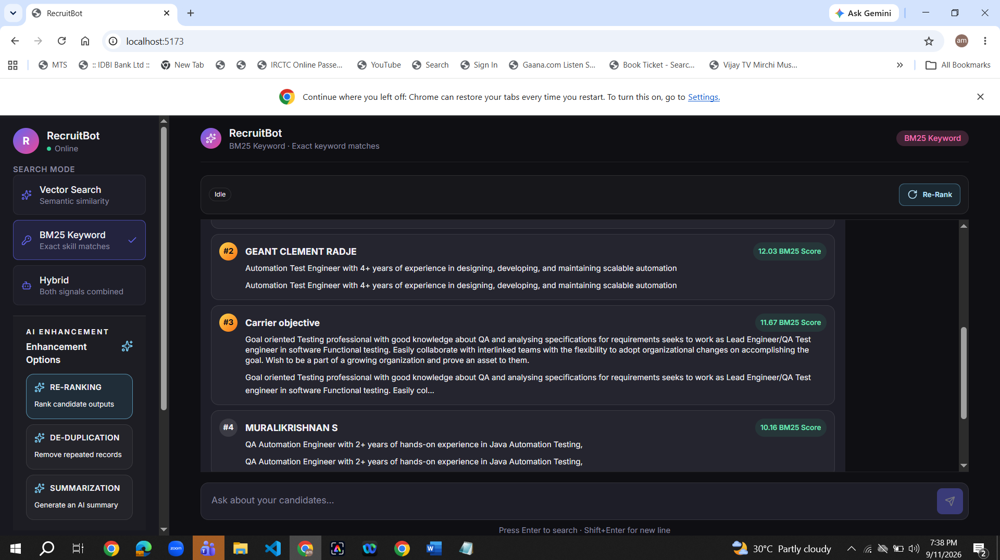 RecruitBot
Ask Gemini
localhost:5173
am
MTS
:: IDBI Bank Ltd ::
New Tab
IRCTC Online Passe...
YouTube
Search
Sign In
Gaana.com Listen S...
Book Ticket - Searc...
Vijay TV Mirchi Mus...
All Bookmarks
Continue where you left off: Chrome can restore your tabs every time you restart. To turn this on, go to Settings.
R
RecruitBot
Online
SEARCH MODE
Vector Search
Semantic similarity
BM25 Keyword
Exact skill matches
Hybrid
Both signals combined
AI ENHANCEMENT
Enhancement
Options
RE-RANKING
Rank candidate outputs
DE-DUPLICATION
Remove repeated records
SUMMARIZATION
Generate an AI summary
RecruitBot
BM25 Keyword · Exact keyword matches
BM25 Keyword
Idle
Re-Rank
#2
GEANT CLEMENT RADJE
12.03 BM25 Score
Automation Test Engineer with 4+ years of experience in designing, developing, and maintaining scalable automation
Automation Test Engineer with 4+ years of experience in designing, developing, and maintaining scalable automation
#3
Carrier objective
11.67 BM25 Score
Goal oriented Testing professional with good knowledge about QA and analysing specifications for requirements seeks to work as Lead Engineer/QA Test
engineer in software Functional testing. Easily collaborate with interlinked teams with the flexibility to adopt organizational changes on accomplishing the
goal. Wish to be a part of a growing organization and prove an asset to them.
Goal oriented Testing professional with good knowledge about QA and analysing specifications for requirements seeks to work as Lead Engineer/QA Test
engineer in software Functional testing. Easily col...
#4
MURALIKRISHNAN S
10.16 BM25 Score
QA Automation Engineer with 2+ years of hands-on experience in Java Automation Testing,
QA Automation Engineer with 2+ years of hands-on experience in Java Automation Testing,
Ask about your candidates...
Press Enter to search · Shift+Enter for new line
zoom
am
30°C Partly cloudy
7:38 PM
9/11/2026
2